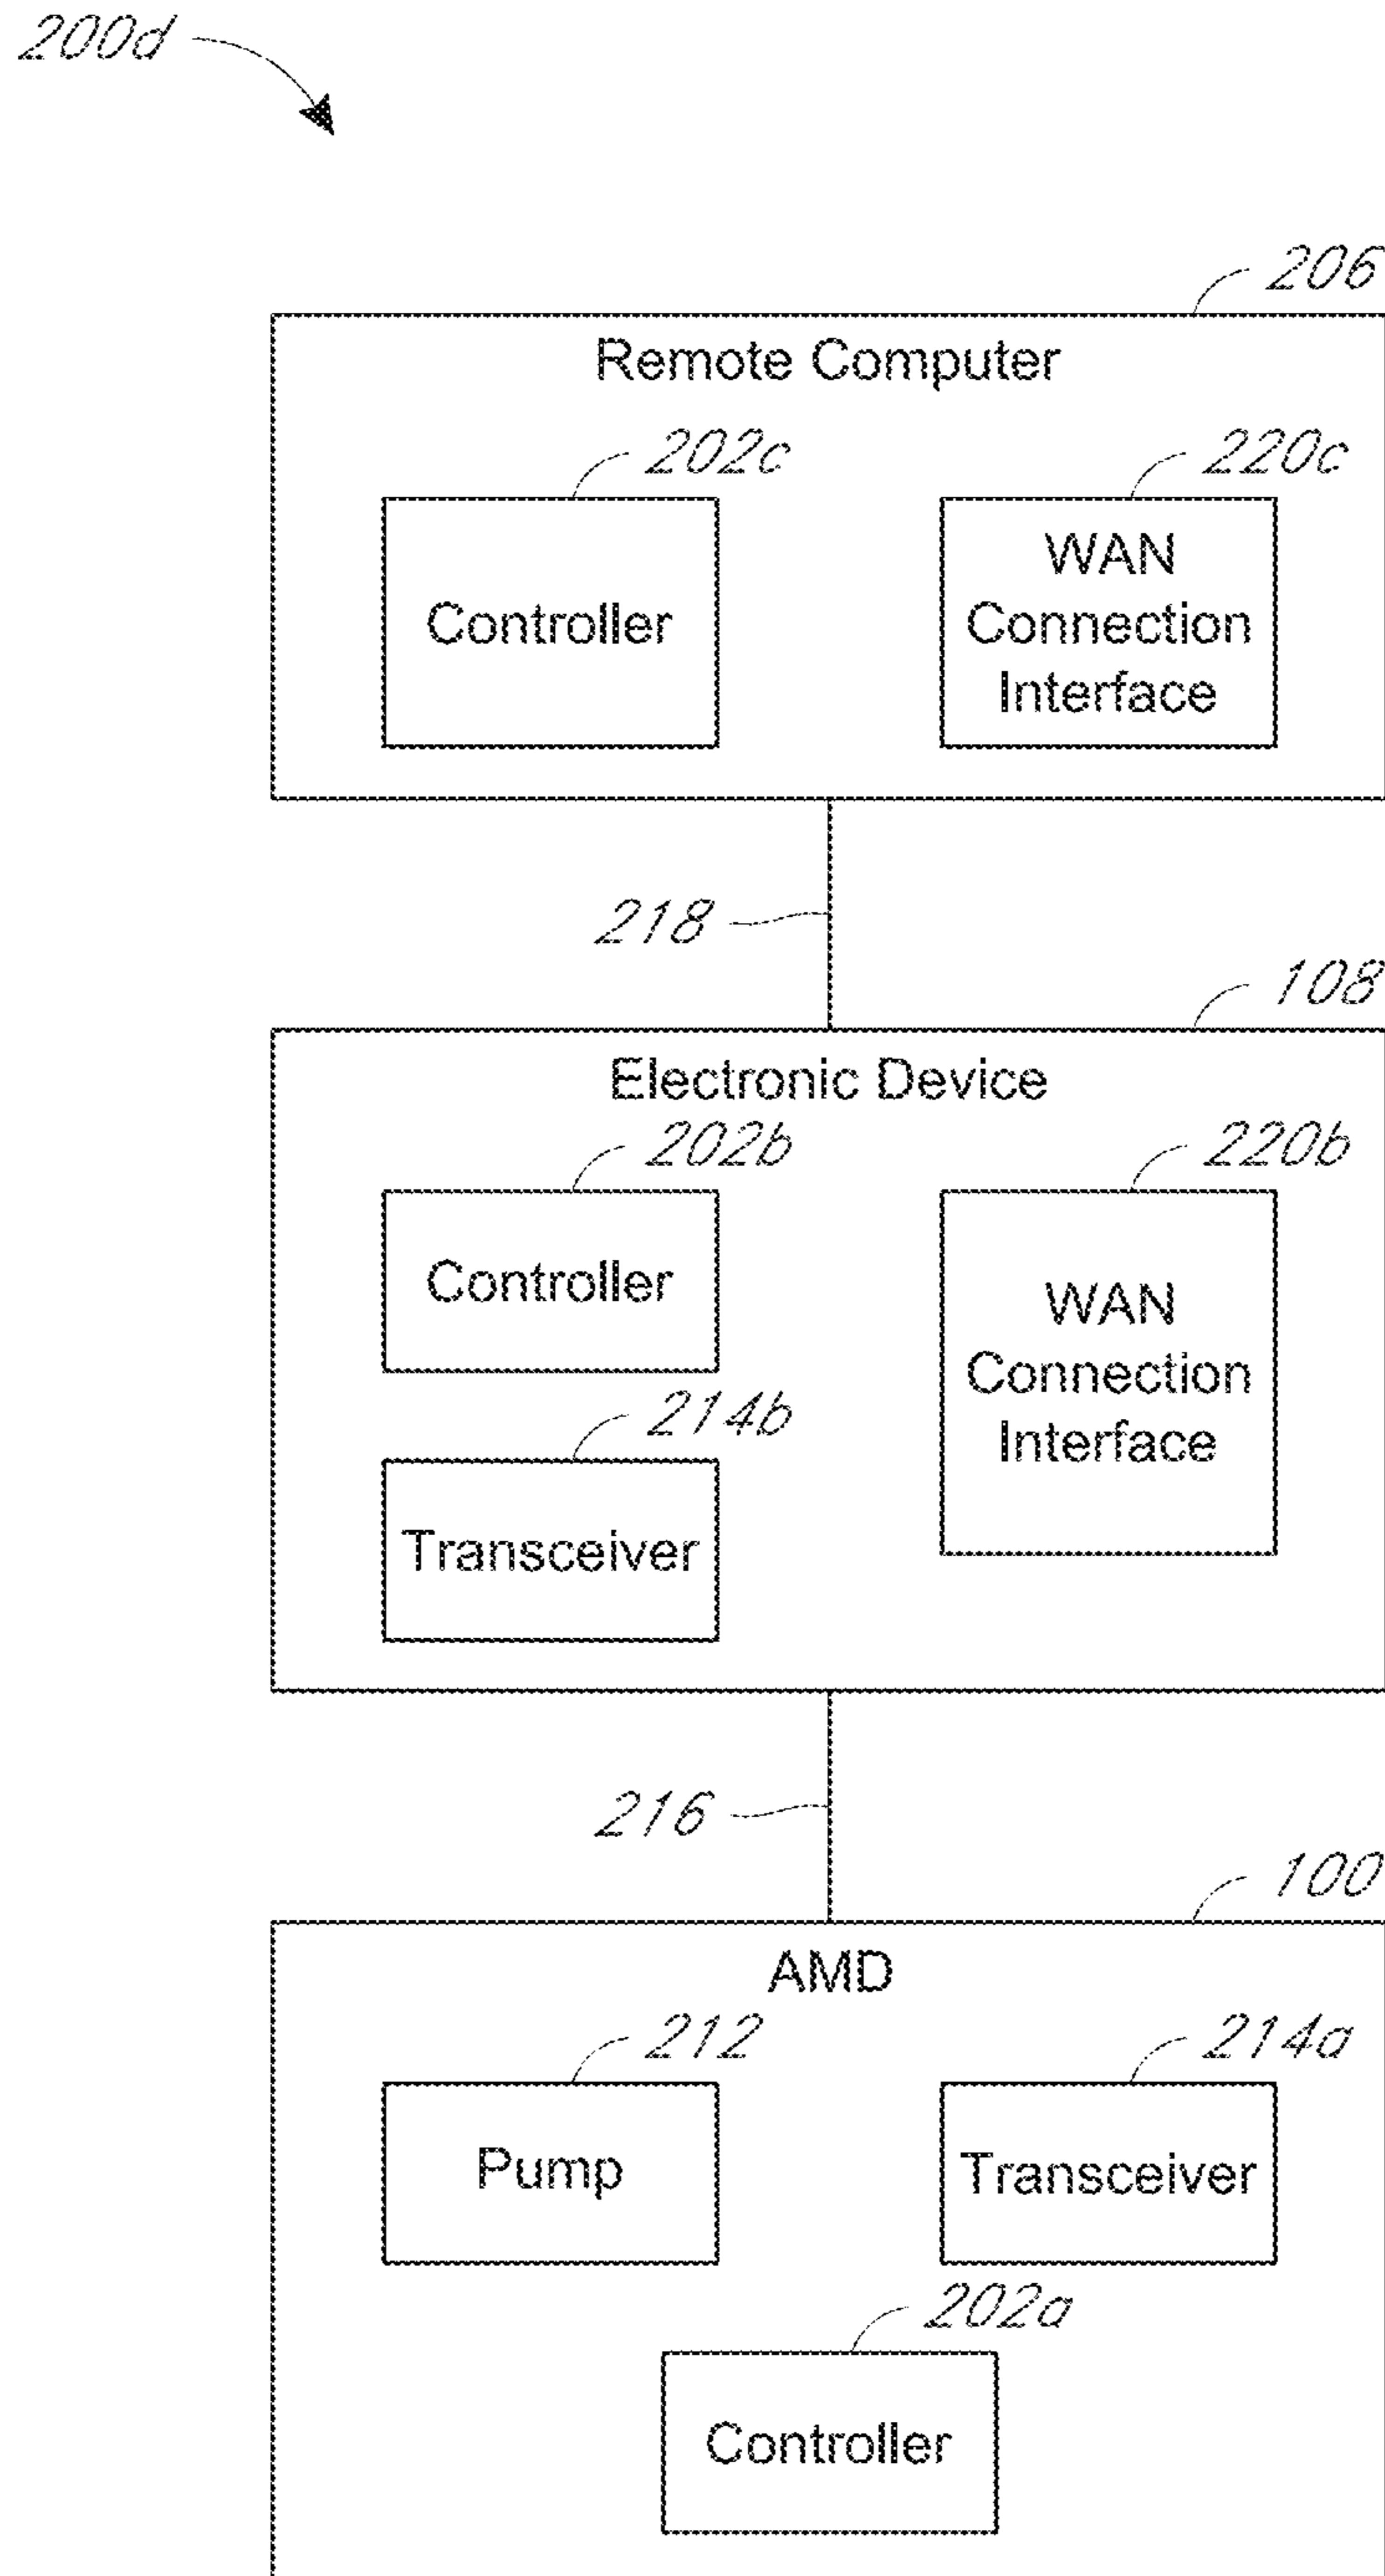 200d
206
Remote Computer
202c
220c
Controller
WAN
Connection
Interface
218
108
Electronic Device
202b
220b
Controller
WAN
Connection
Interface
214b
Transceiver
216
100
AMD
212
214a
Pump
Transceiver
202a
Controller